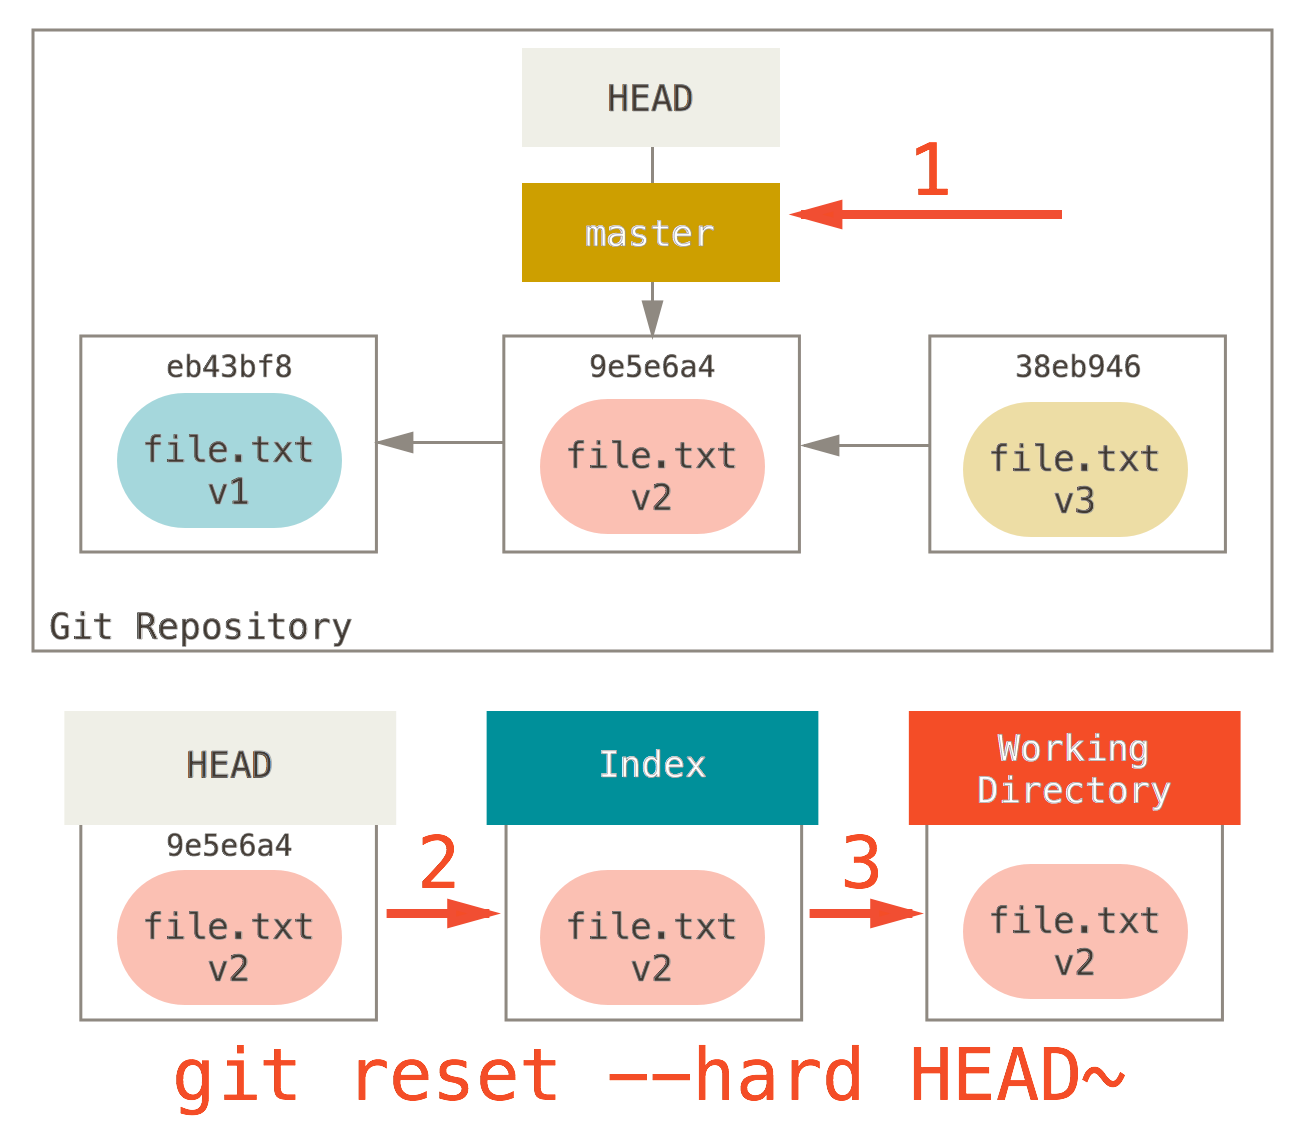 HEAD
1
master
eb43bf8
file.txt
v1
9e5e6a4
file.txt
v2
38eb946
file.txt
v3
Git Repository
HEAD
9e5e6a4
file.txt
v2
2
Index
file.txt
v2
3
Working
Directory
file.txt
v2
git reset --hard HEAD~